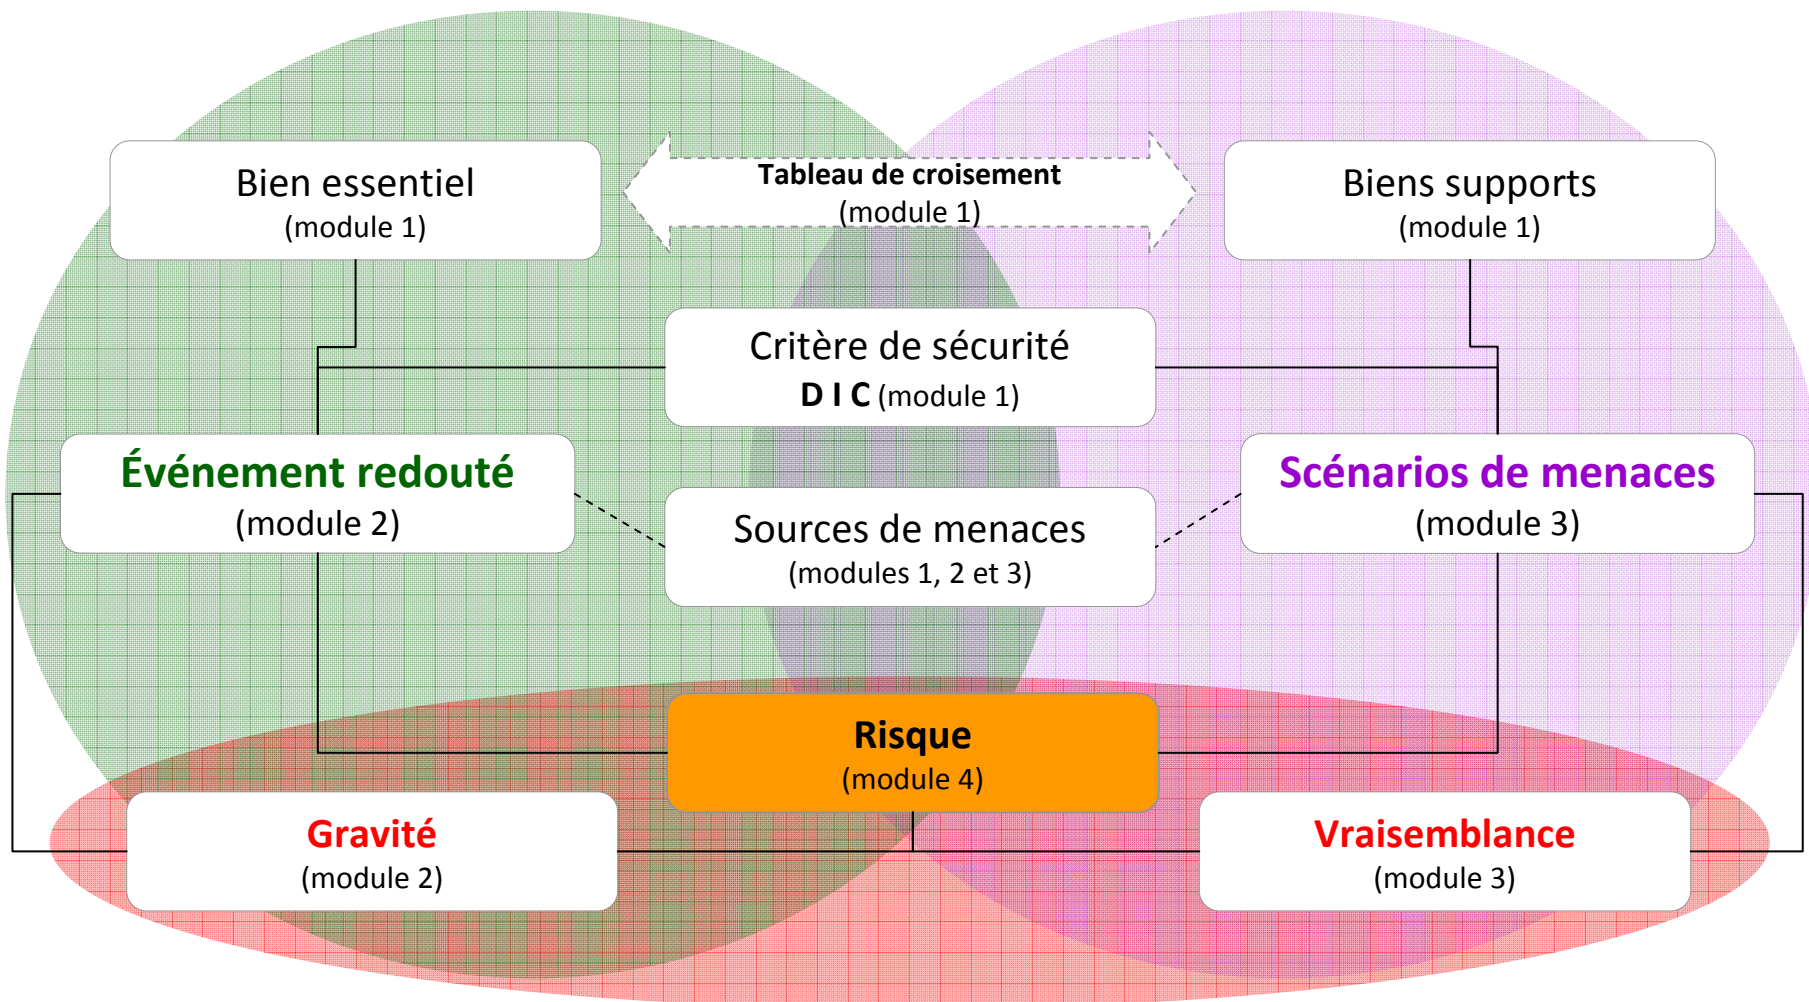 Bien essentiel
(module 1)
Tableau de croisement
(module 1)
Biens supports
(module 1)
Critère de sécurité
D I C (module 1)
Événement redouté
(module 2)
Scénarios de menaces
(module 3)
Sources de menaces
(modules 1, 2 et 3)
Risque
(module 4)
Gravité
(module 2)
Vraisemblance
(module 3)